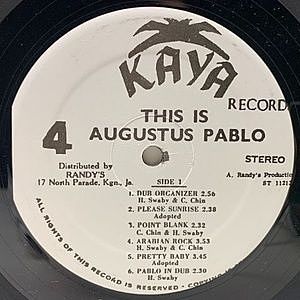 KAYA
RECORD
THIS IS
AUGUSTUS PABLO
4
STEREO
Distributed by
RANDY'S
17 North Parade, Kgn., Ja.
SIDE 1
A. Randy's Production
1. DUB ORGANIZER 2.56
H. Swaby & C. Chin
2. PLEASE SUNRISE 2.38
Adopted
3. POINT BLANK 2.32
C. Chin & H. Swaby
4. ARABIAN ROCK 3.53
H. Swaby & C. Chin
5. PRETTY BABY 3.45
Adopted
6. PABLO IN DUB 2.30
H. Swaby & C. Chin
ALL RIGHTS OF THIS RECORD IS RESERVED